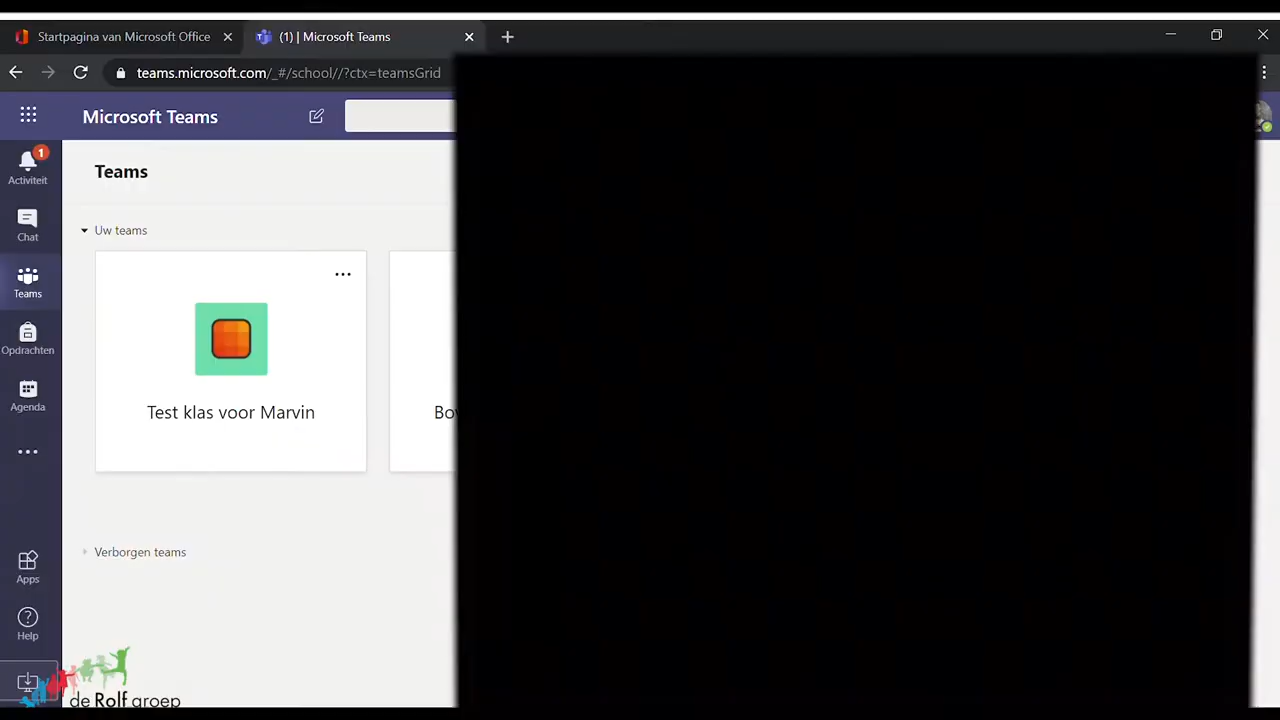 Startpagina van Microsoft Office
(1) | Microsoft Teams
teams.microsoft.com/_#/school//?ctx=teamsGrid
Microsoft Teams
1
Activiteit
Chat
Teams
Opdrachten
Agenda
Apps
Help
Teams
Uw teams
Test klas voor Marvin
Verborgen teams
de Rolf groep